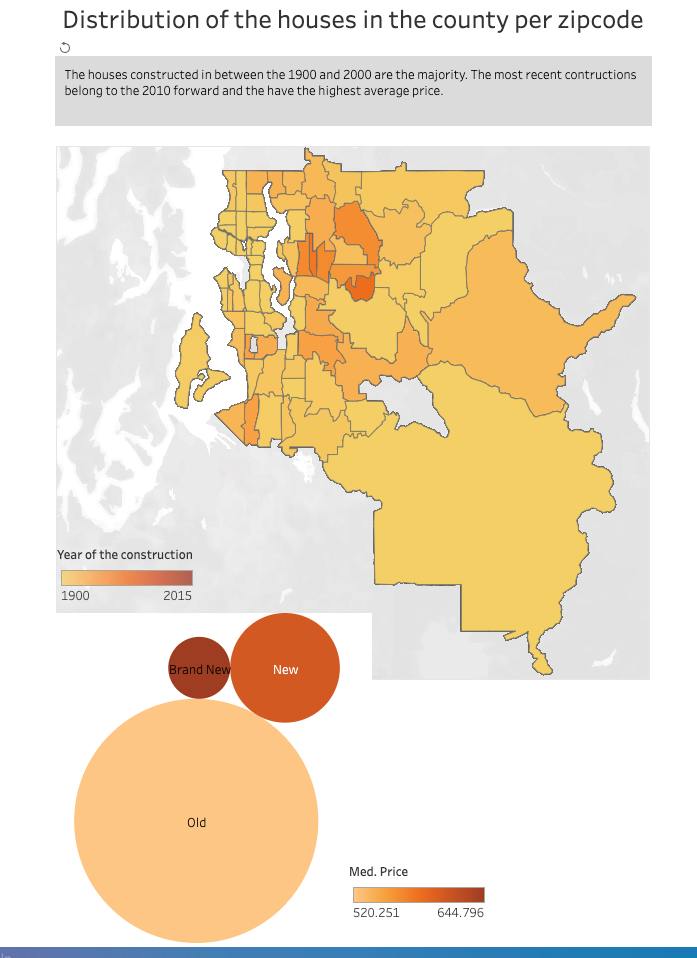 Distribution of the houses in the county per zipcode
The houses constructed in between the 1900 and 2000 are the majority. The most recent contructions
belong to the 2010 forward and the have the highest average price.
Year of the construction
1900 2015
Brand New
New
Old
Med. Price
520.251 644.796